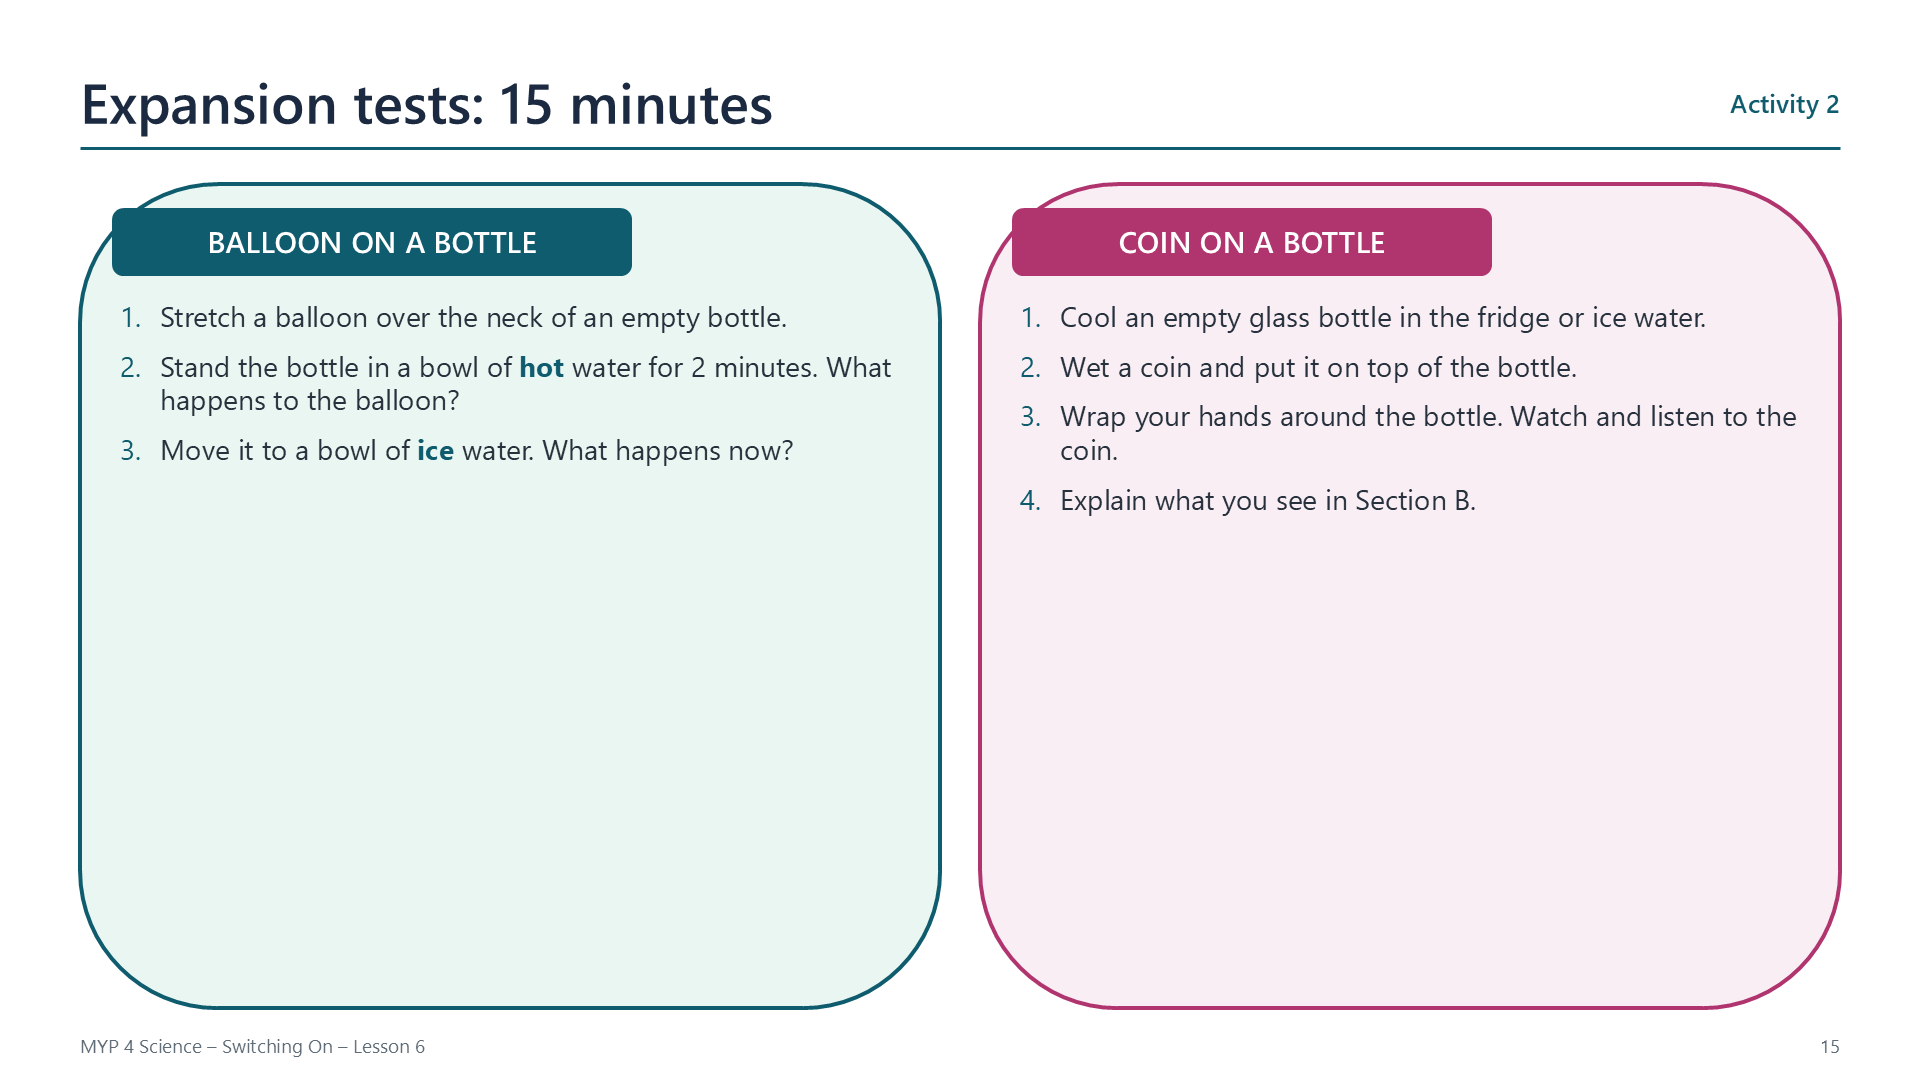 Expansion tests: 15 minutes
Activity 2
BALLOON ON A BOTTLE
1. Stretch a balloon over the neck of an empty bottle.
2. Stand the bottle in a bowl of hot water for 2 minutes. What
happens to the balloon?
3. Move it to a bowl of ice water. What happens now?
COIN ON A BOTTLE
1. Cool an empty glass bottle in the fridge or ice water.
2. Wet a coin and put it on top of the bottle.
3. Wrap your hands around the bottle. Watch and listen to the
coin.
4. Explain what you see in Section B.
MYP 4 Science – Switching On – Lesson 6
15